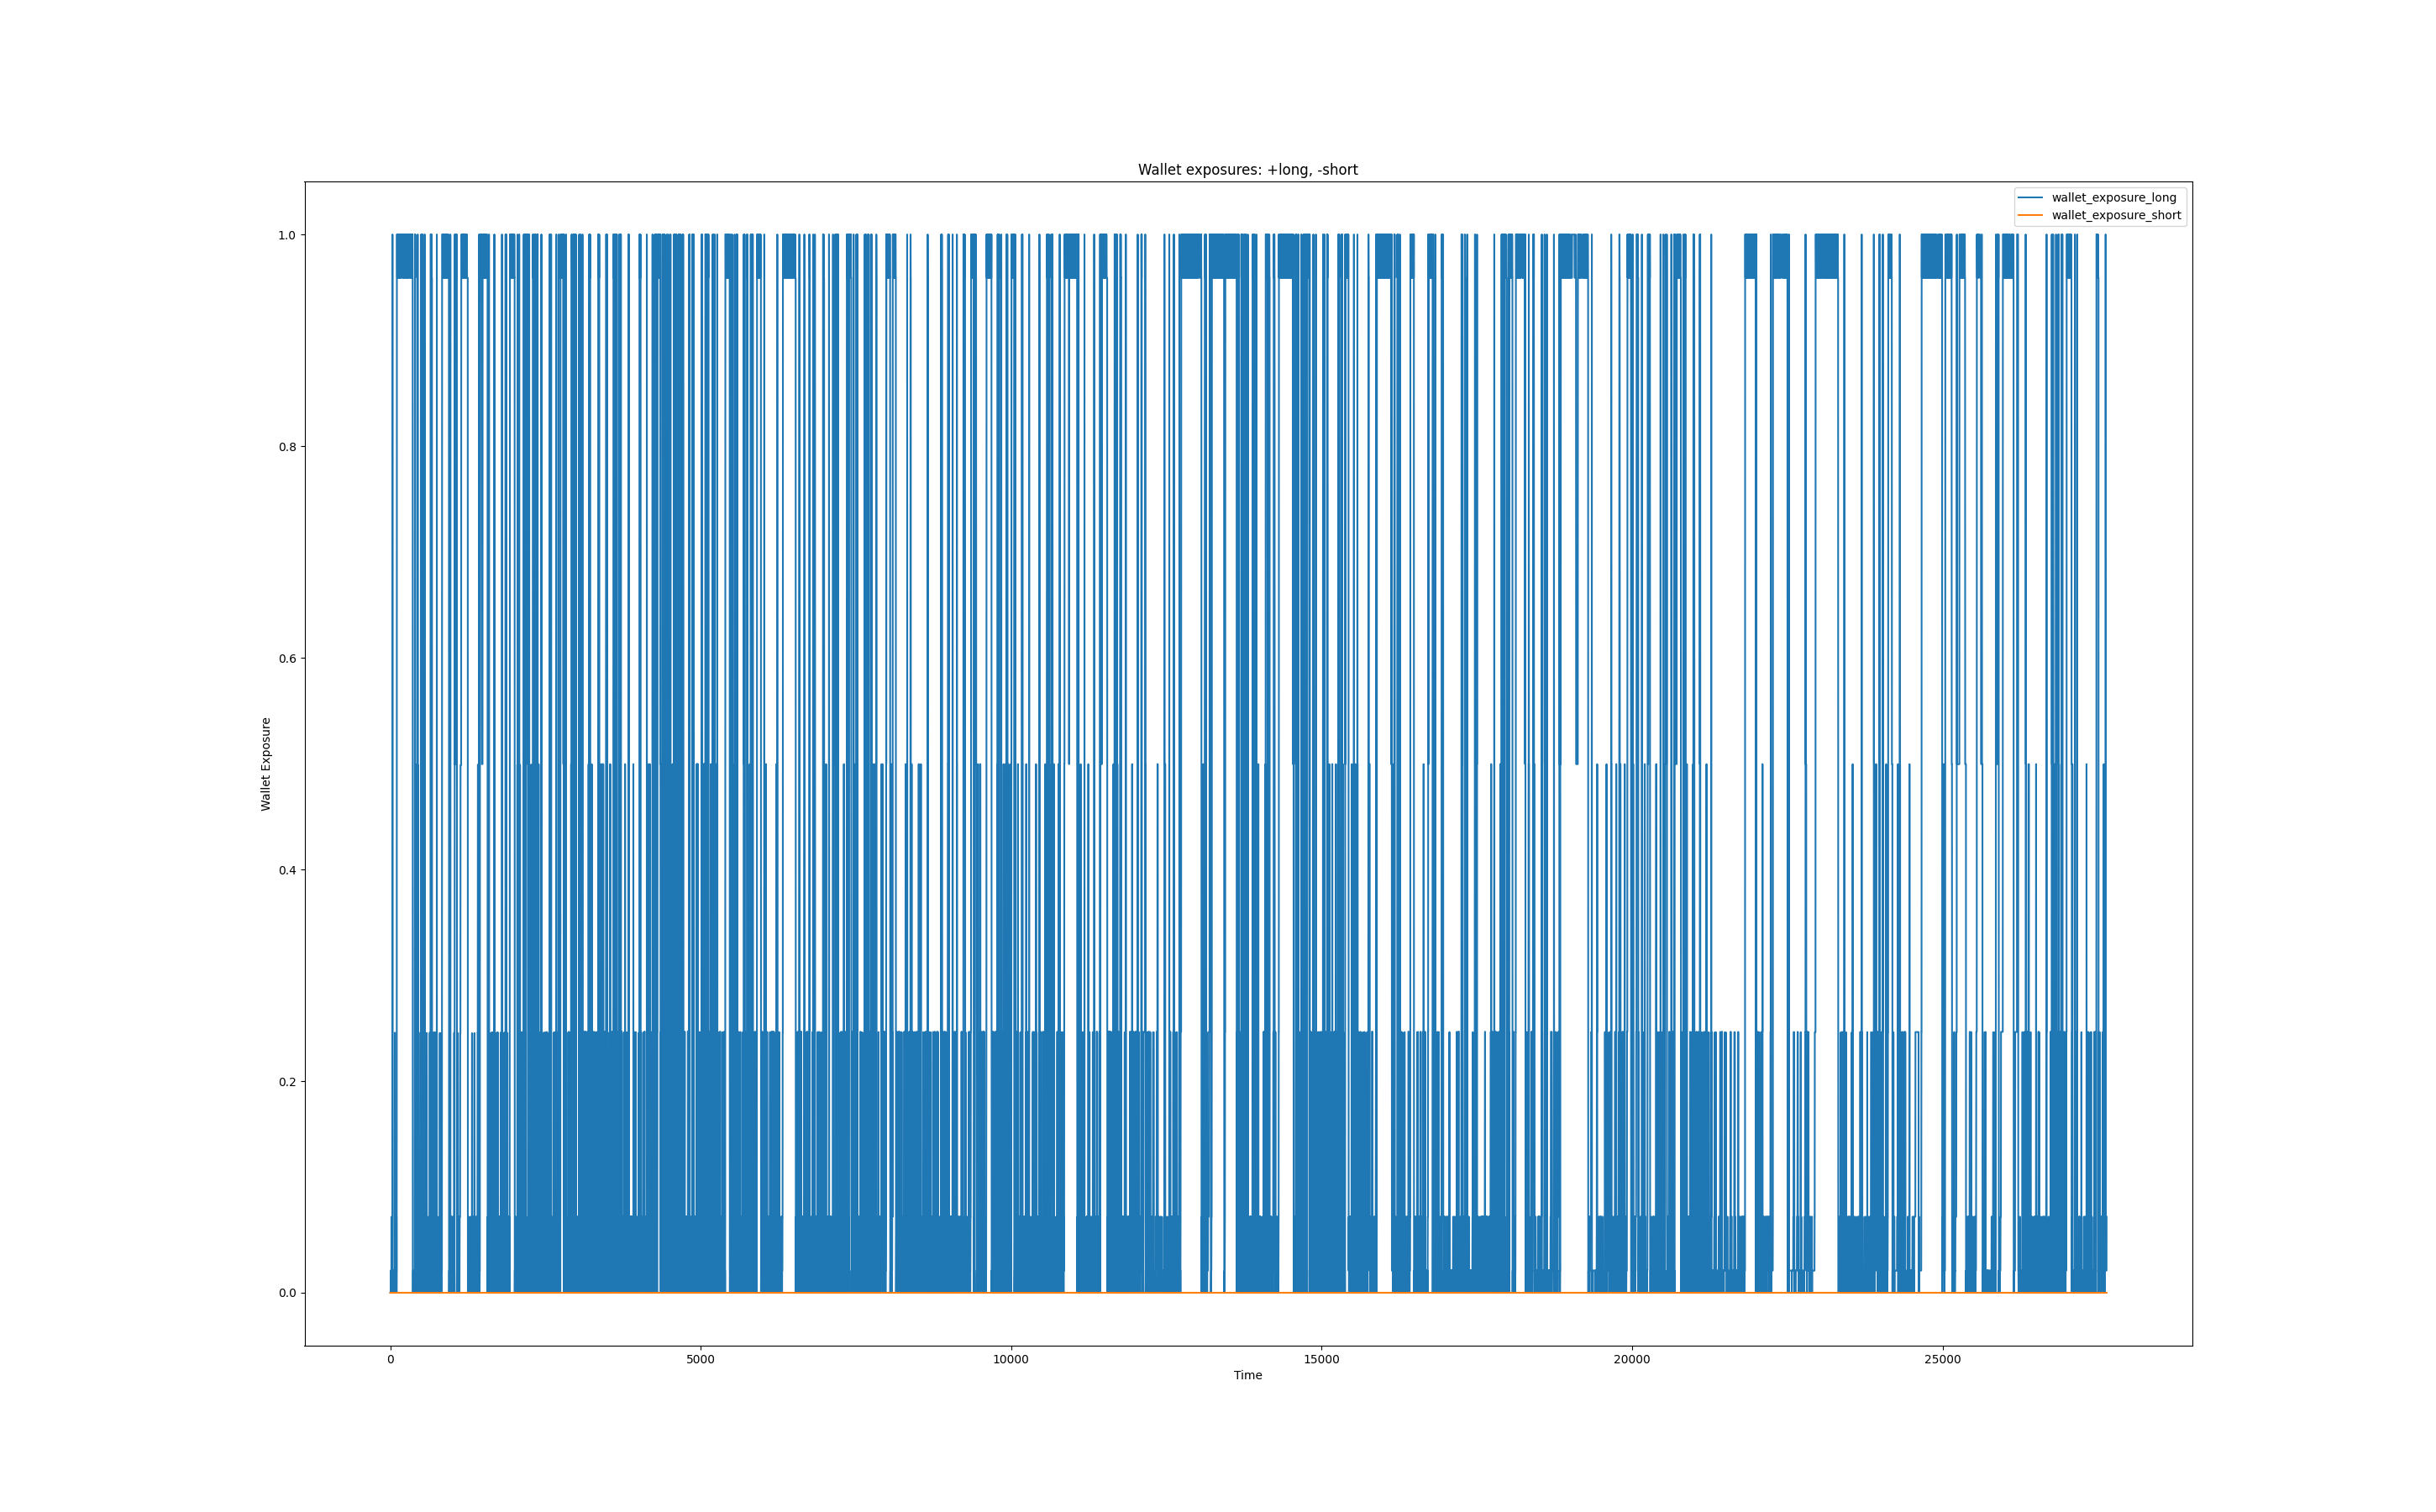 Wallet exposures: +long, -short
wallet_exposure_long
wallet_exposure_short
1.0
0.8
0.6
0.4
0.2
0.0
Wallet Exposure
0 5000 10000 15000 20000 25000
Time